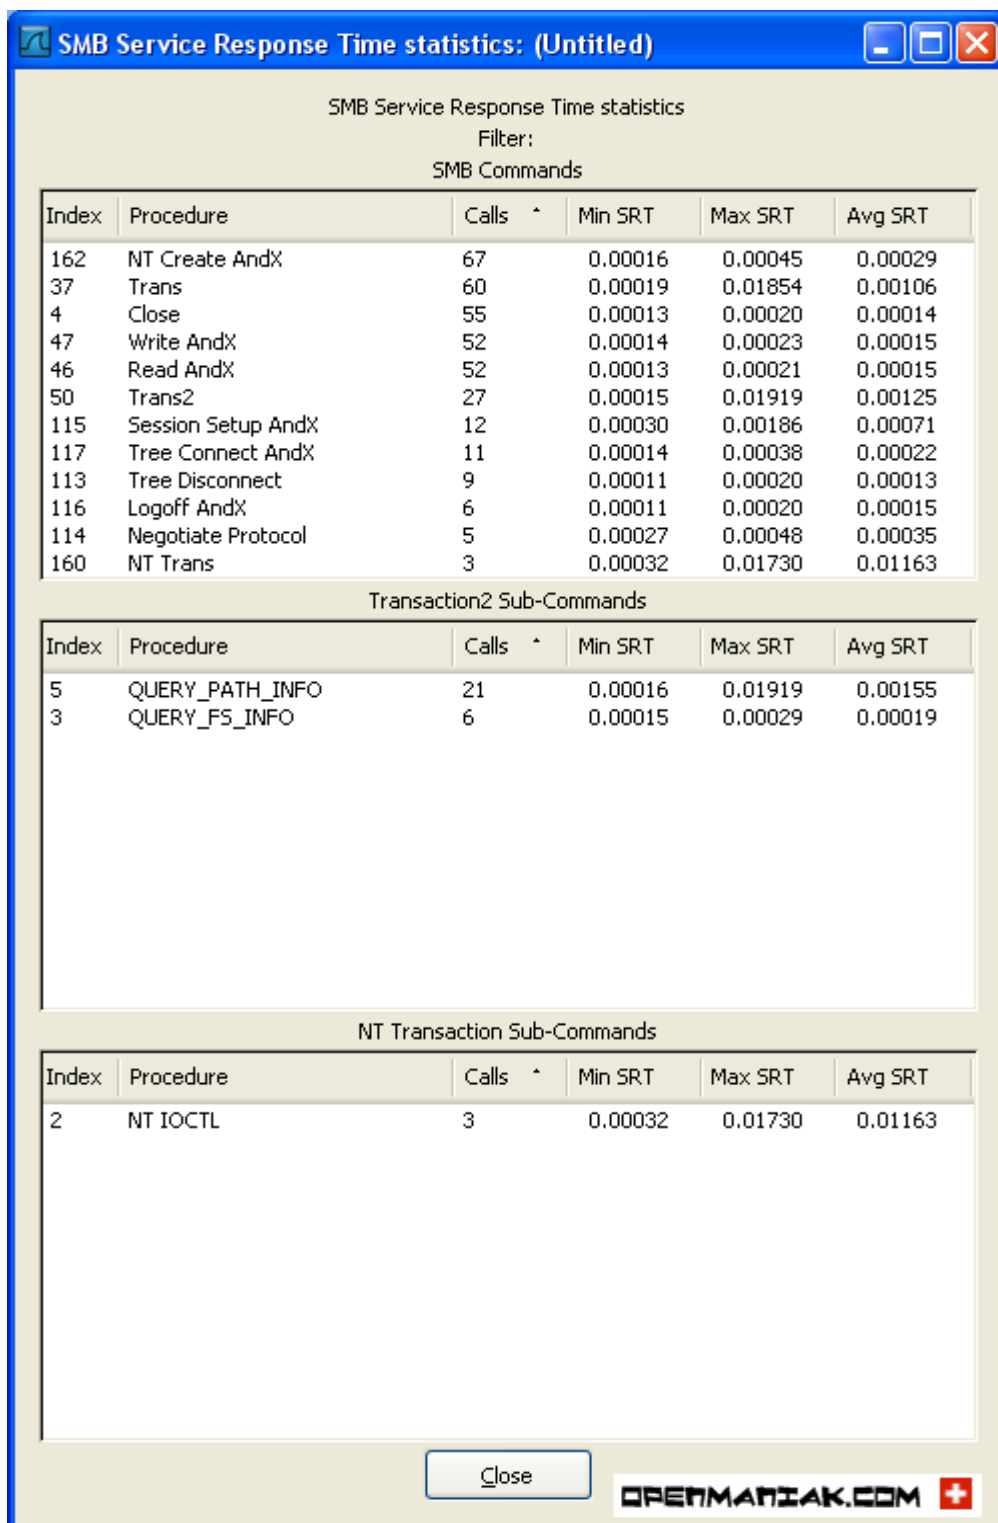 SMB Service Response Time statistics: (Untitled)
SMB Service Response Time statistics
Filter:
SMB Commands
Index Procedure Calls Min SRT Max SRT Avg SRT
162 NT Create AndX 67 0.00016 0.00045 0.00029
37 Trans 60 0.00019 0.01854 0.00106
4 Close 55 0.00013 0.00020 0.00014
47 Write AndX 52 0.00014 0.00023 0.00015
46 Read AndX 52 0.00013 0.00021 0.00015
50 Trans2 27 0.00015 0.01919 0.00125
115 Session Setup AndX 12 0.00030 0.00186 0.00071
117 Tree Connect AndX 11 0.00014 0.00038 0.00022
113 Tree Disconnect 9 0.00011 0.00020 0.00013
116 Logoff AndX 6 0.00011 0.00020 0.00015
114 Negotiate Protocol 5 0.00027 0.00048 0.00035
160 NT Trans 3 0.00032 0.01730 0.01163
Transaction2 Sub-Commands
Index Procedure Calls Min SRT Max SRT Avg SRT
5 QUERY_PATH_INFO 21 0.00016 0.01919 0.00155
3 QUERY_FS_INFO 6 0.00015 0.00029 0.00019
NT Transaction Sub-Commands
Index Procedure Calls Min SRT Max SRT Avg SRT
2 NT IOCTL 3 0.00032 0.01730 0.01163
Close
OPENMANIAK.COM